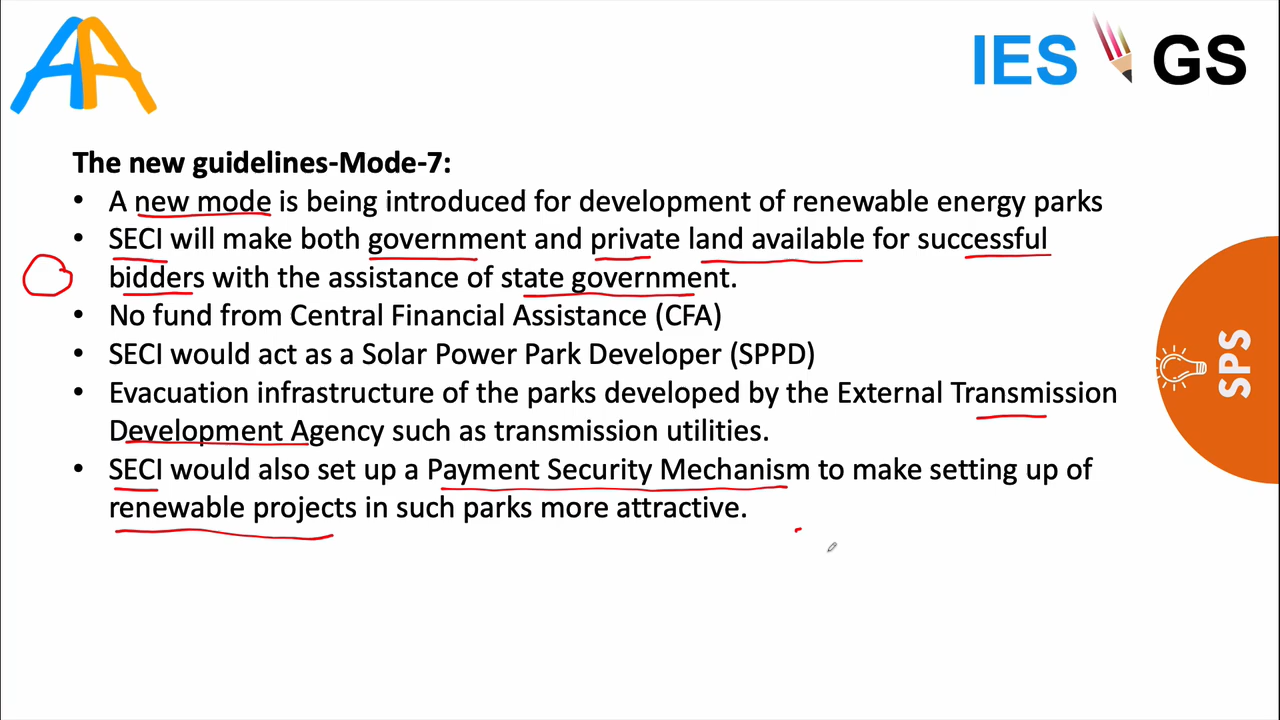 IES GS
The new guidelines-Mode-7:
• A new mode is being introduced for development of renewable energy parks
• SECI will make both government and private land available for successful
bidders with the assistance of state government.
• No fund from Central Financial Assistance (CFA)
• SECI would act as a Solar Power Park Developer (SPPD)
• Evacuation infrastructure of the parks developed by the External Transmission
Development Agency such as transmission utilities.
• SECI would also set up a Payment Security Mechanism to make setting up of
renewable projects in such parks more attractive.
SPS